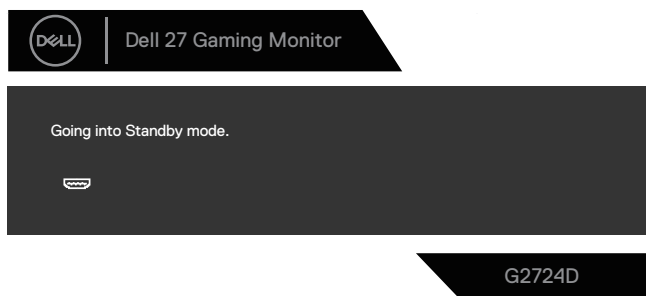 DELL
Dell 27 Gaming Monitor
Going into Standby mode.
G2724D